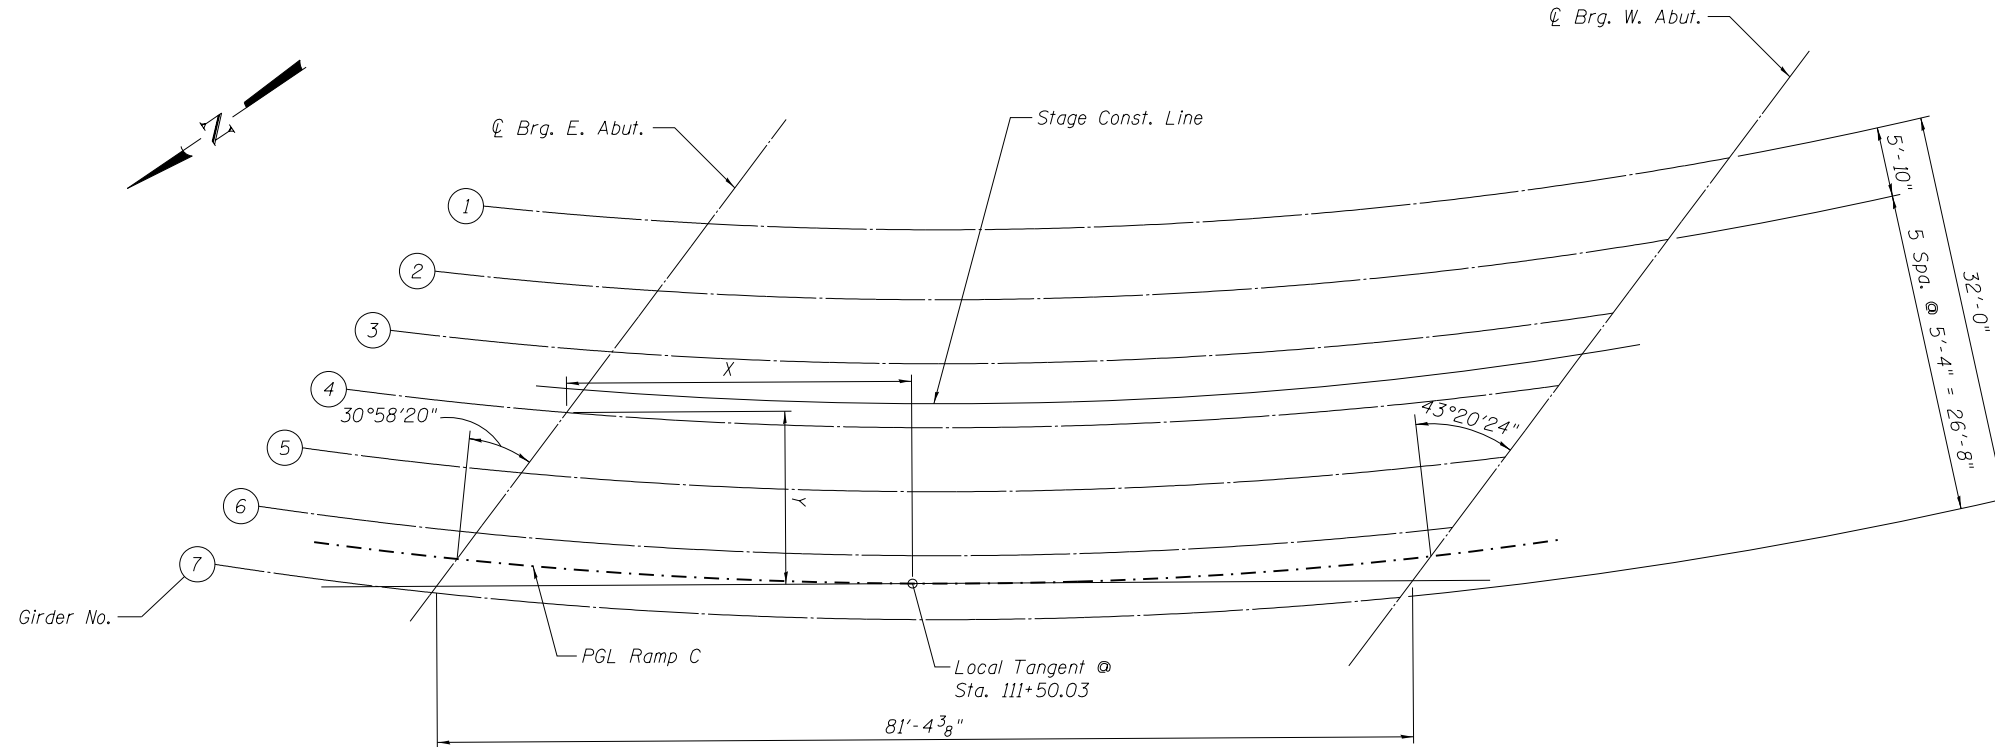 ℄ Brg. W. Abut.
N
℄ Brg. E. Abut.
Stage Const. Line
1
2
3
4
5
6
7
5'-10"
5 Spa. @ 5'-4" = 26'-8"
32'-0"
X
Y
30°58'20"
43°20'24"
Girder No.
PGL Ramp C
Local Tangent @
Sta. 111+50.03
81'-4 3/8"